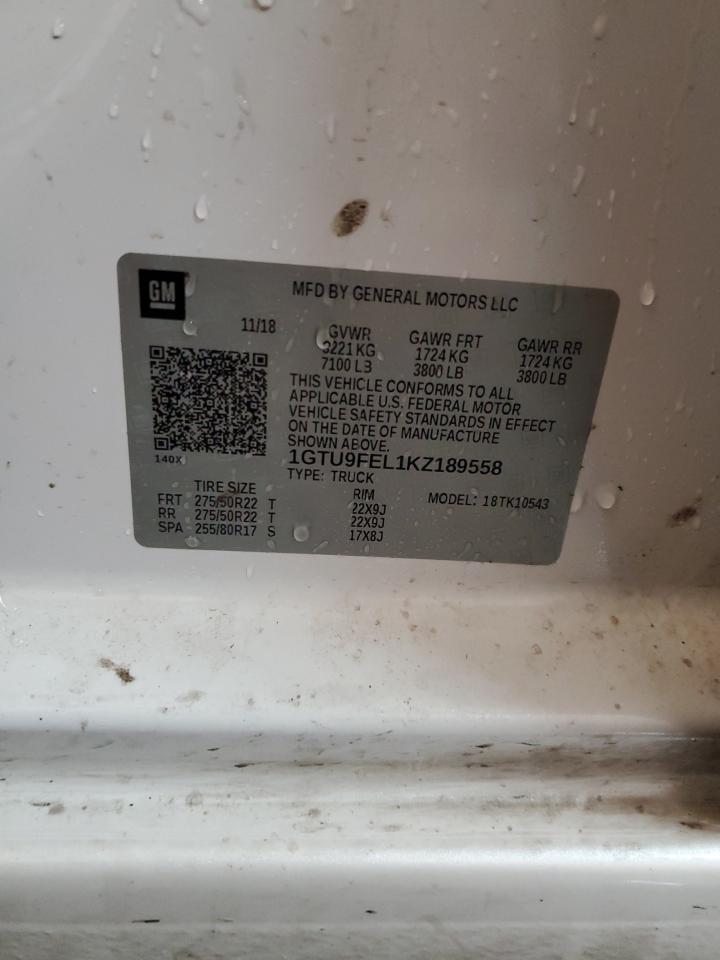 GM
MFD BY GENERAL MOTORS LLC
11/18
GVWR GAWR FRT GAWR RR
3221 KG 1724 KG 1724 KG
7100 LB 3800 LB 3800 LB
THIS VEHICLE CONFORMS TO ALL
APPLICABLE U.S. FEDERAL MOTOR
VEHICLE SAFETY STANDARDS IN EFFECT
ON THE DATE OF MANUFACTURE
SHOWN ABOVE.
140X
1GTU9FEL1KZ189558
TYPE: TRUCK
MODEL: 18TK10543
TIRE SIZE RIM
FRT 275/50R22 T 22X9J
RR 275/50R22 T 22X9J
SPA 255/80R17 S 17X8J